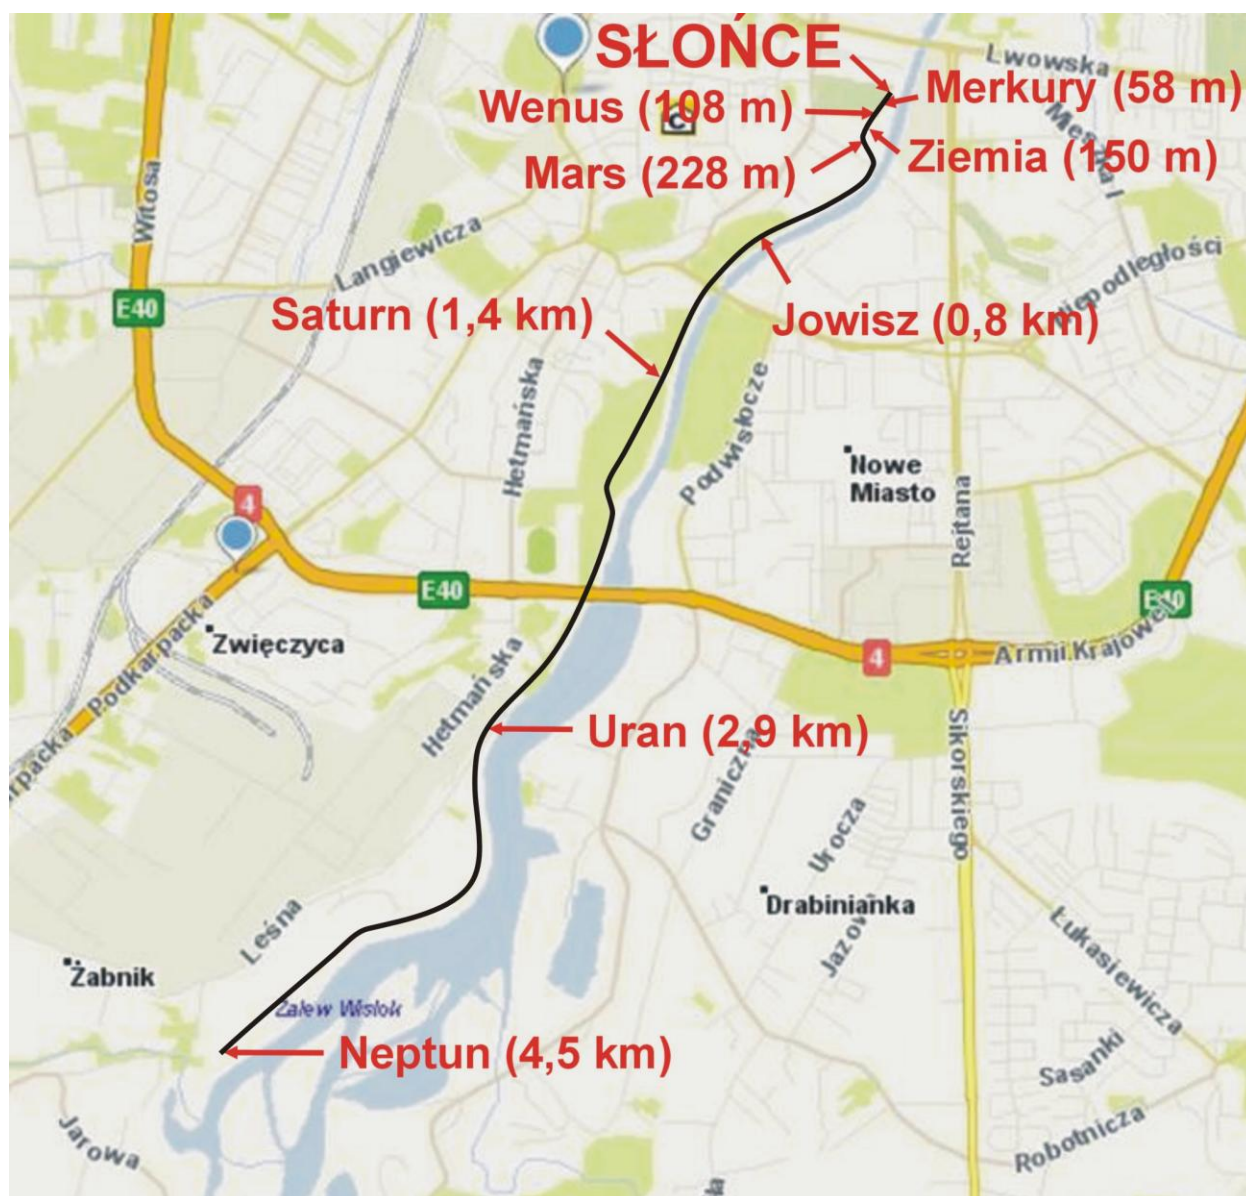 SŁOŃCE
Lwowska
Merkury (58 m)
Wenus (108 m)
C
Ziemia (150 m)
Mars (228 m)
Witosa
Langiewicza
Niepodległości
E40
Saturn (1,4 km)
Jowisz (0,8 km)
Hetmańska
Podwisłocze
Nowe
Miasto
Rejtana
4
E40
E40
Podkarpacka
Zwięczyca
Hetmańska
4
Armii Krajowej
Uran (2,9 km)
arpacka
Graniczna
Sikorskiego
Urocza
Drabinianka
Leśna
Łukasiewicza
Żabnik
Zalew Wisłok
Neptun (4,5 km)
Sasanki
Robotnicza
Jarowa